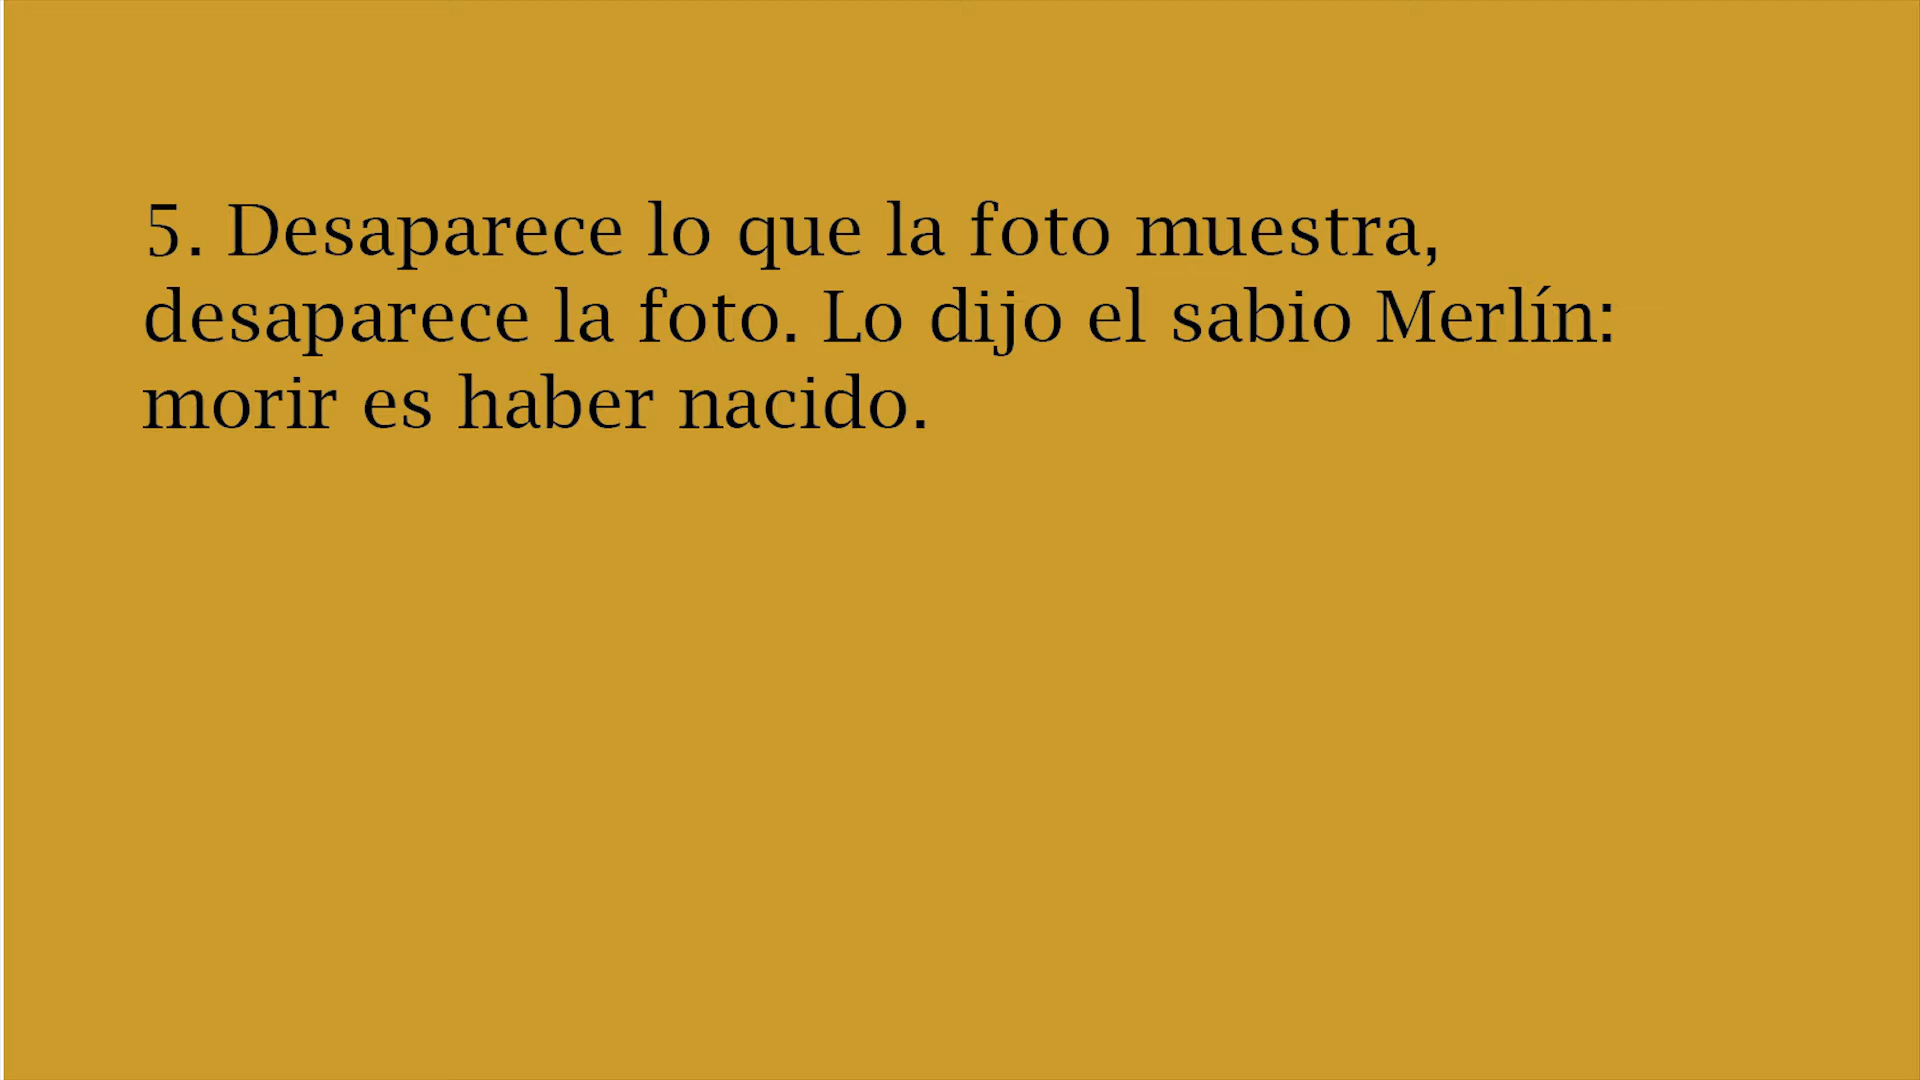 5. Desaparece lo que la foto muestra,
desaparece la foto. Lo dijo el sabio Merlín:
morir es haber nacido.